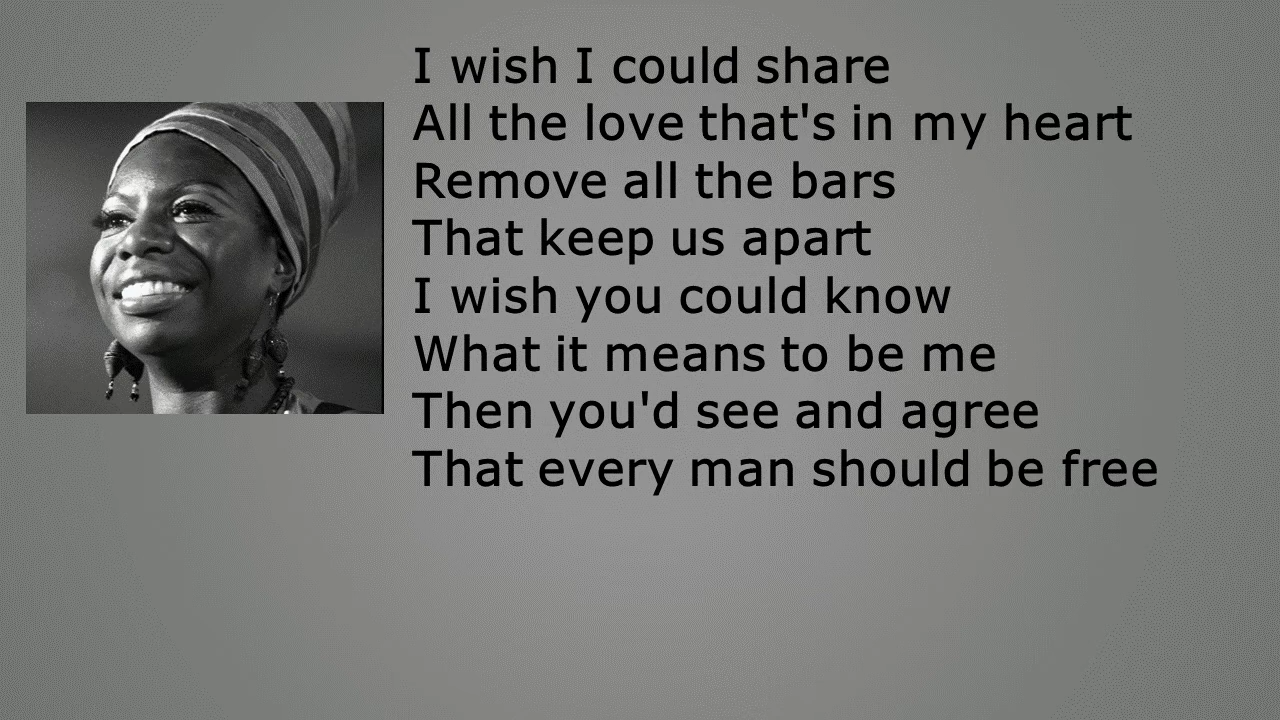 I wish I could share
All the love that's in my heart
Remove all the bars
That keep us apart
I wish you could know
What it means to be me
Then you'd see and agree
That every man should be free